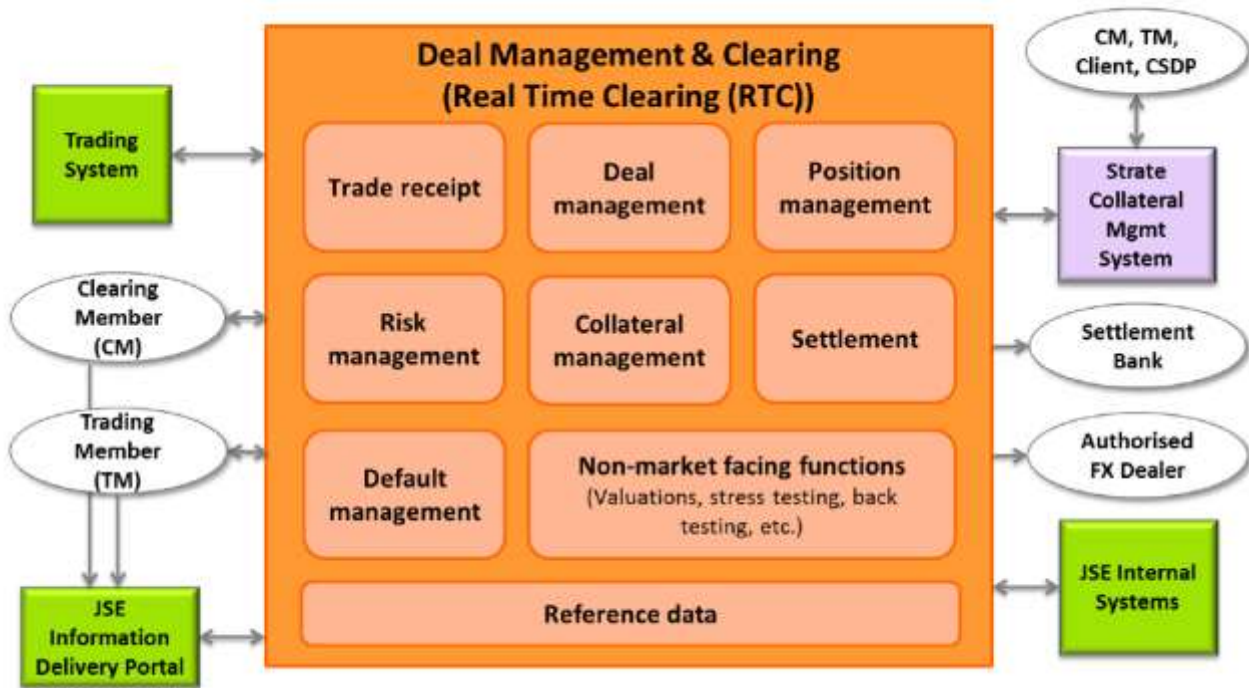 Deal Management & Clearing
(Real Time Clearing (RTC))
Trading
System
Clearing
Member
(CM)
Trading
Member
(TM)
JSE
Information
Delivery Portal
Trade receipt
Deal
management
Position
management
Risk
management
Collateral
management
Settlement
Default
management
Non-market facing functions
(Valuations, stress testing, back
testing, etc.)
Reference data
CM, TM,
Client, CSDP
Strate
Collateral
Mgmt
System
Settlement
Bank
Authorised
FX Dealer
JSE Internal
Systems